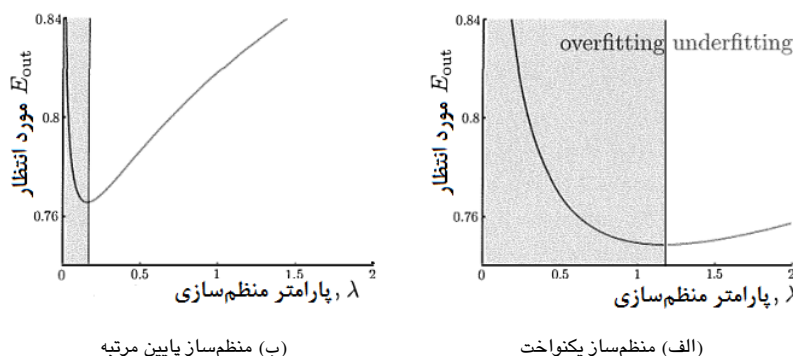 0.84
0.8
0.76
مورد انتظار E_out
0 0.5 1 1.5 2
پارامتر منظم‌سازی , λ
(ب) منظم‌ساز پایین مرتبه
overfitting underfitting
0.84
0.8
0.76
مورد انتظار E_out
0 0.5 1 1.5 2
پارامتر منظم‌سازی , λ
(الف) منظم‌ساز یکنواخت